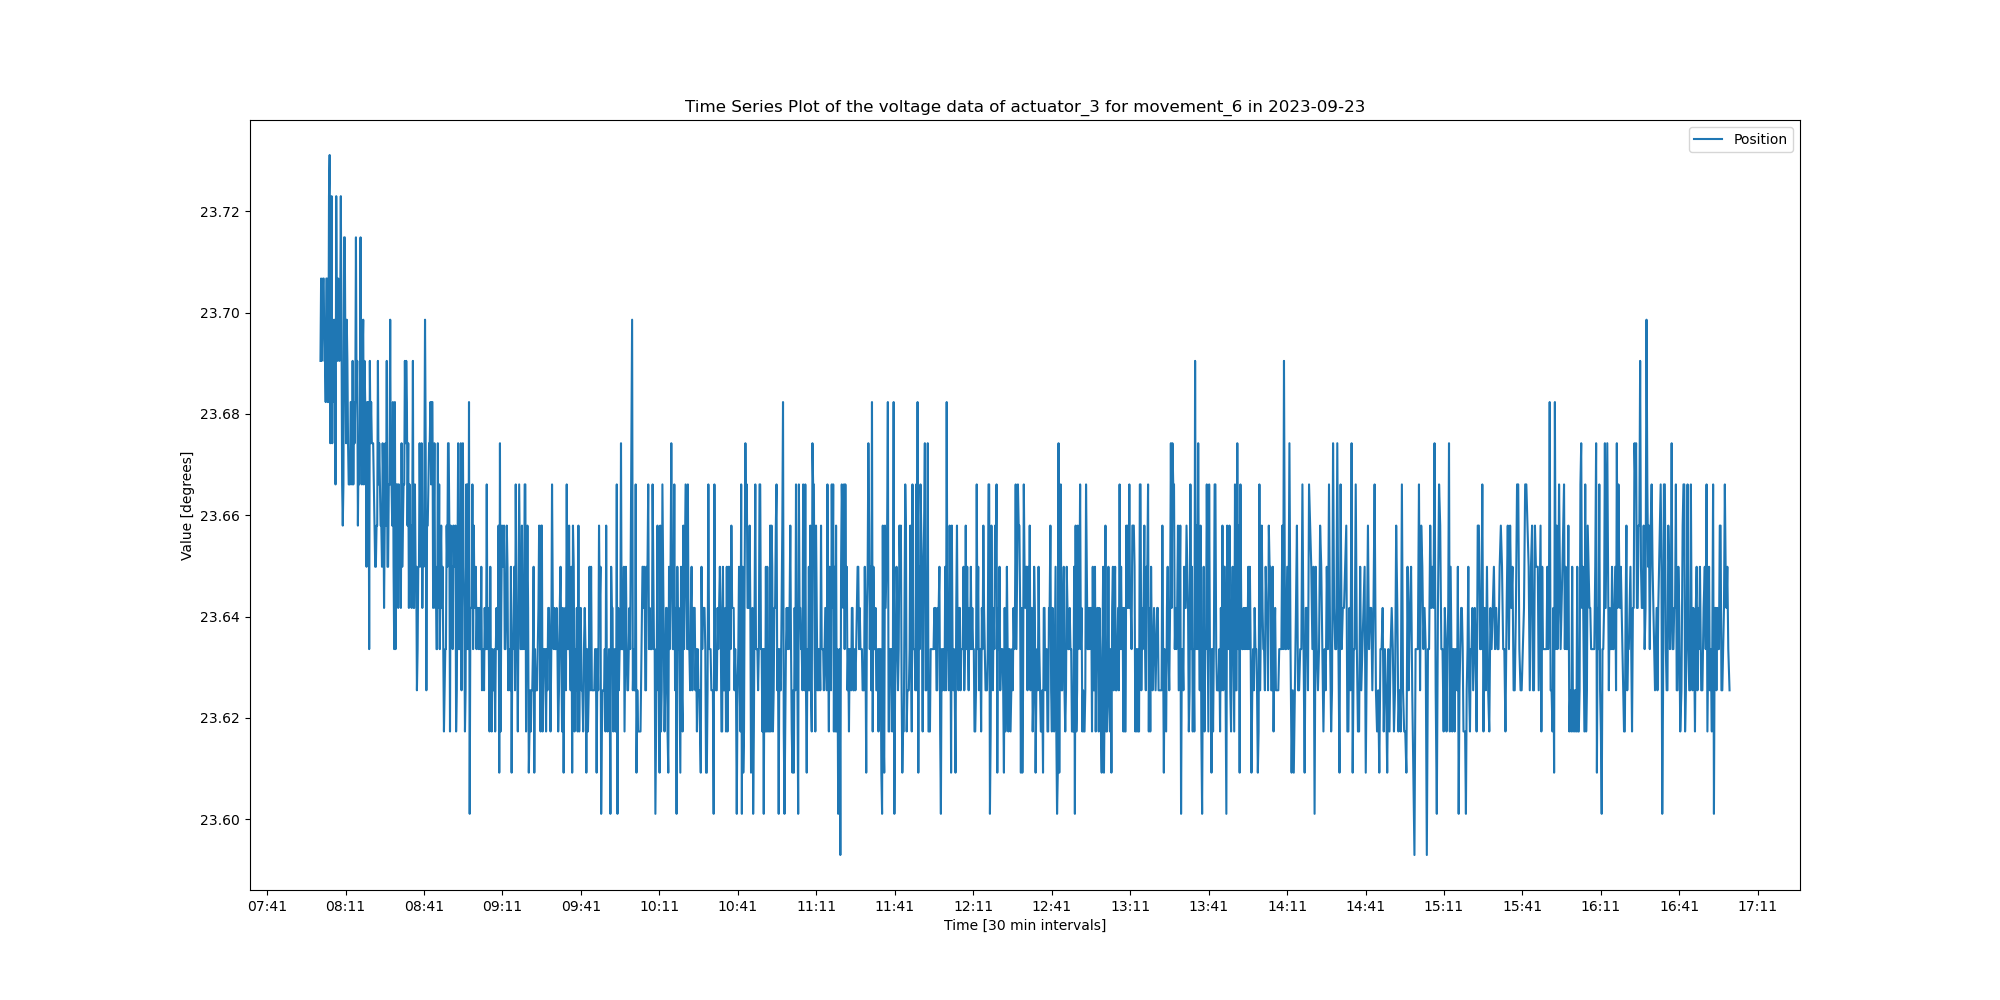 Time Series Plot of the voltage data of actuator_3 for movement_6 in 2023-09-23
Position
23.72
23.70
23.68
23.66
23.64
23.62
23.60
Value [degrees]
07:41 08:11 08:41 09:11 09:41 10:11 10:41 11:11 11:41 12:11 12:41 13:11 13:41 14:11 14:41 15:11 15:41 16:11 16:41 17:11
Time [30 min intervals]